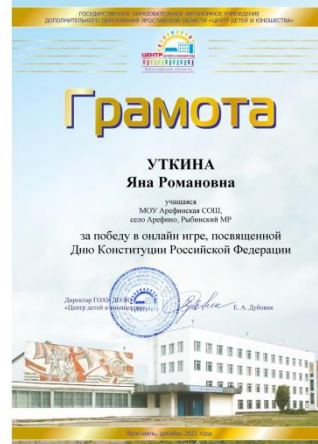 ГОСУДАРСТВЕННОЕ ОБРАЗОВАТЕЛЬНОЕ АВТОНОМНОЕ УЧРЕЖДЕНИЕ
ДОПОЛНИТЕЛЬНОГО ОБРАЗОВАНИЯ ЯРОСЛАВСКОЙ ОБЛАСТИ «ЦЕНТР ДЕТЕЙ И ЮНОШЕСТВА»
ЦЕНТР
Грамота
УТКИНА
Яна Романовна
учащаяся
МОУ Арефинская СОШ,
село Арефино, Рыбинский МР
за победу в онлайн игре, посвященной
Дню Конституции Российской Федерации
Директор ГОАУ ДО ЯО
«Центр детей и юношества»
Е. А. Дубовик
Ярославль, декабрь 2021 года